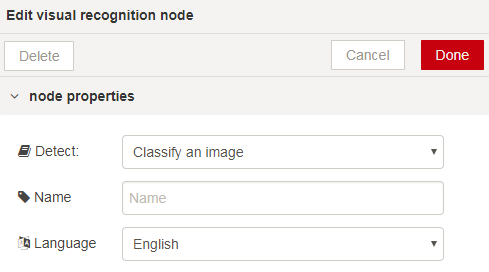 Edit visual recognition node
Delete Cancel Done
node properties
Detect: Classify an image
Name Name
Language English